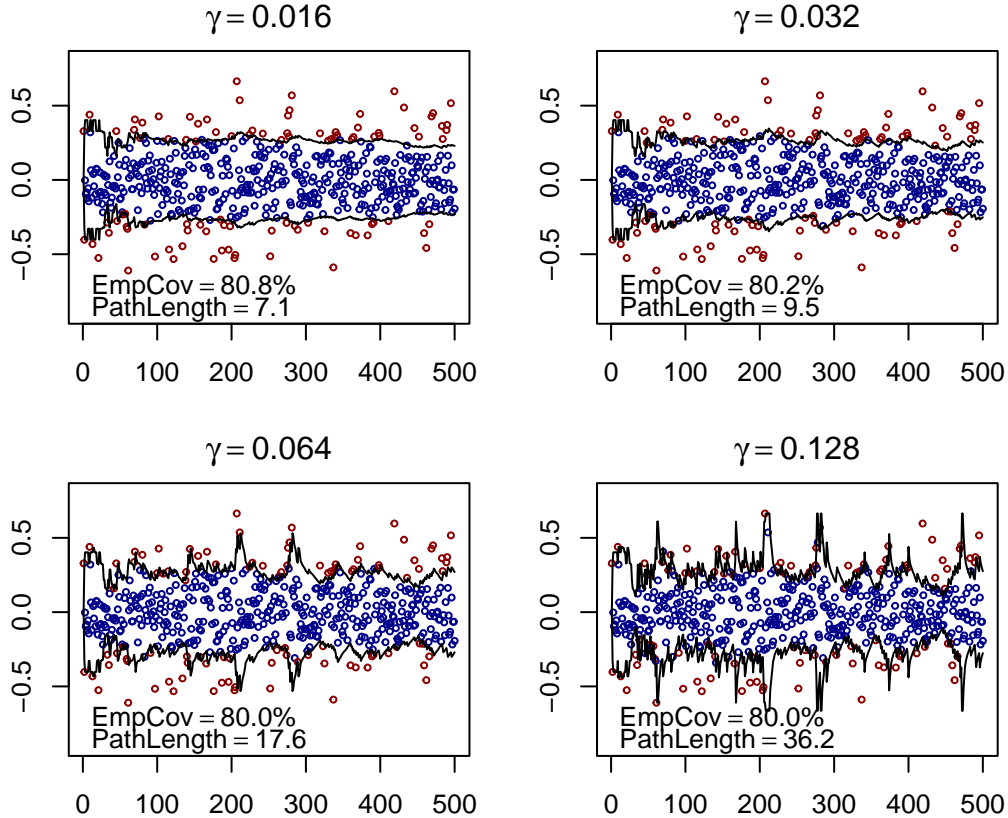 γ = 0.016
0.5
0.0
−0.5
EmpCov = 80.8%
PathLength = 7.1
0 100 200 300 400 500
γ = 0.032
0.5
0.0
−0.5
EmpCov = 80.2%
PathLength = 9.5
0 100 200 300 400 500
γ = 0.064
0.5
0.0
−0.5
EmpCov = 80.0%
PathLength = 17.6
0 100 200 300 400 500
γ = 0.128
0.5
0.0
−0.5
EmpCov = 80.0%
PathLength = 36.2
0 100 200 300 400 500